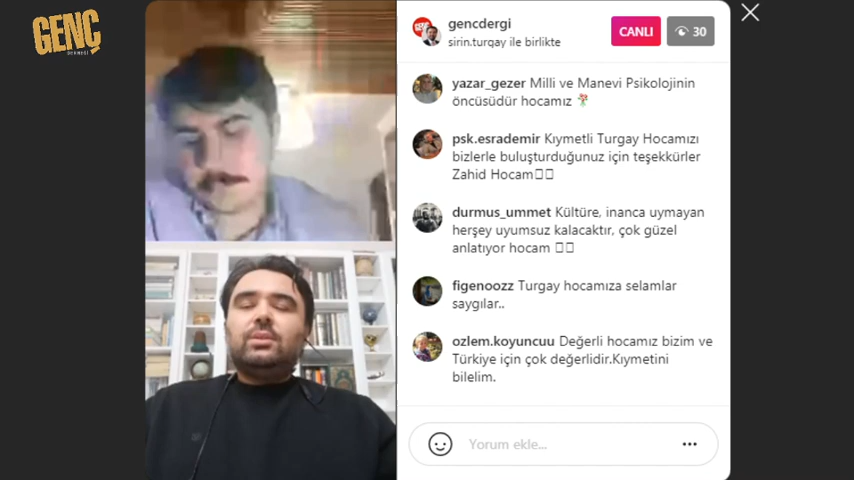 GENÇ
DERGİSİ
gencdergi
sirin.turgay ile birlikte
CANLI
30
yazar_gezer Milli ve Manevi Psikolojinin
öncüsüdür hocamız
psk.esrademir Kıymetli Turgay Hocamızı
bizlerle buluşturduğunuz için teşekkürler
Zahid Hocam
durmus_ummet Kültüre, inanca uymayan
herşey uyumsuz kalacaktır, çok güzel
anlatıyor hocam
figenoozz Turgay hocamıza selamlar
saygılar..
ozlem.koyuncuu Değerli hocamız bizim ve
Türkiye için çok değerlidir.Kıymetini
bilelim.
Yorum ekle...